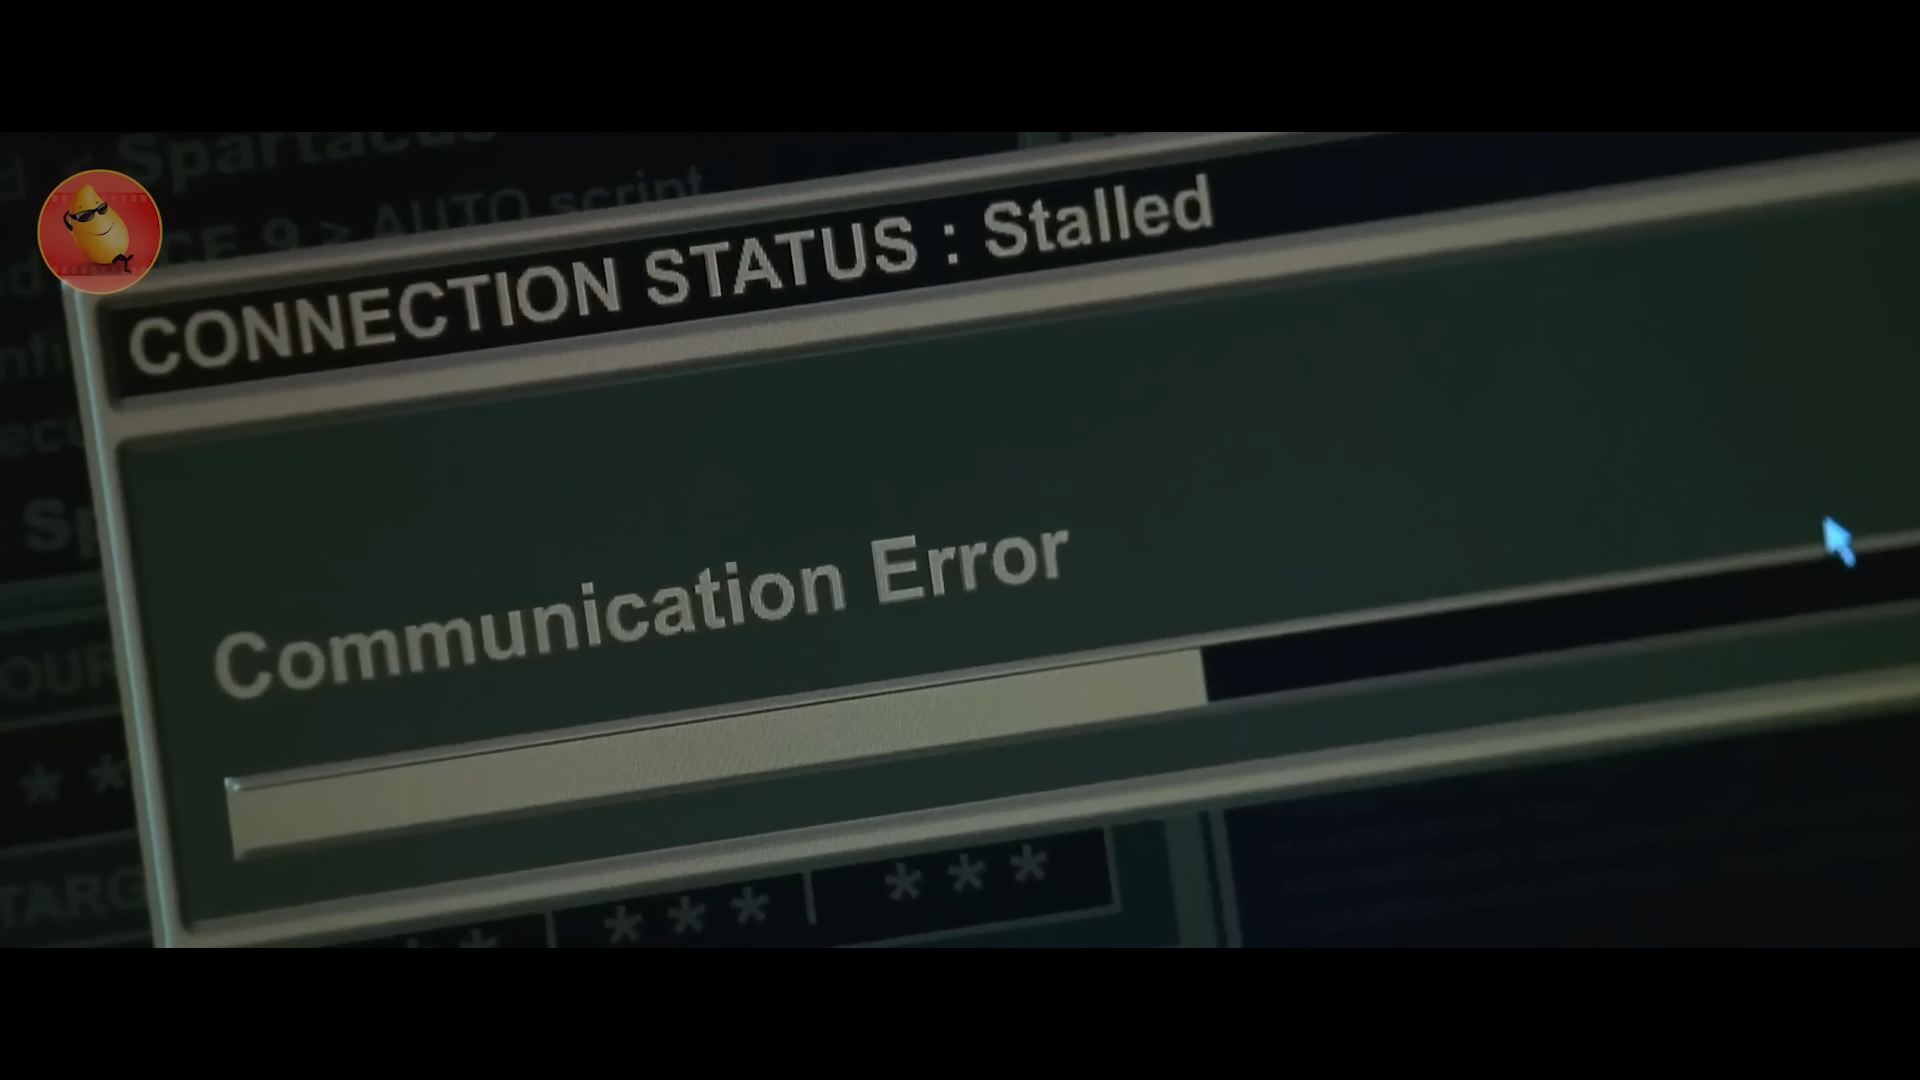 Spartacus
AUTO script
CONNECTION STATUS : Stalled
Communication Error
* *
* * *
* * *